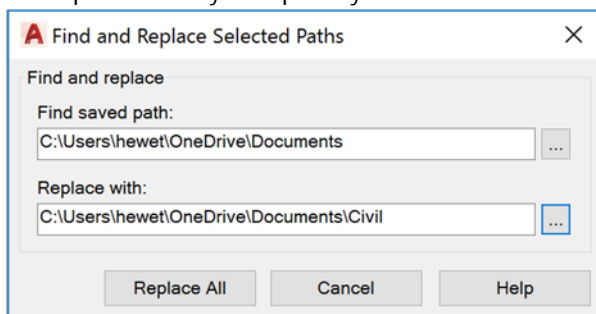 Find and Replace Selected Paths
Find and replace
Find saved path:
C:\Users\hewet\OneDrive\Documents
...
Replace with:
C:\Users\hewet\OneDrive\Documents\Civil
...
Replace All Cancel Help